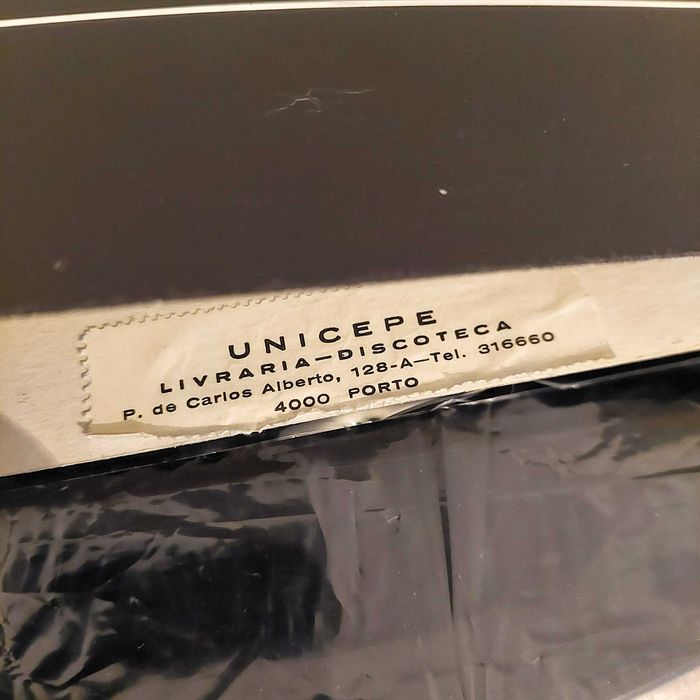 UNICEPE
LIVRARIA—DISCOTECA
P. de Carlos Alberto, 128-A—Tel. 316660
4000 PORTO